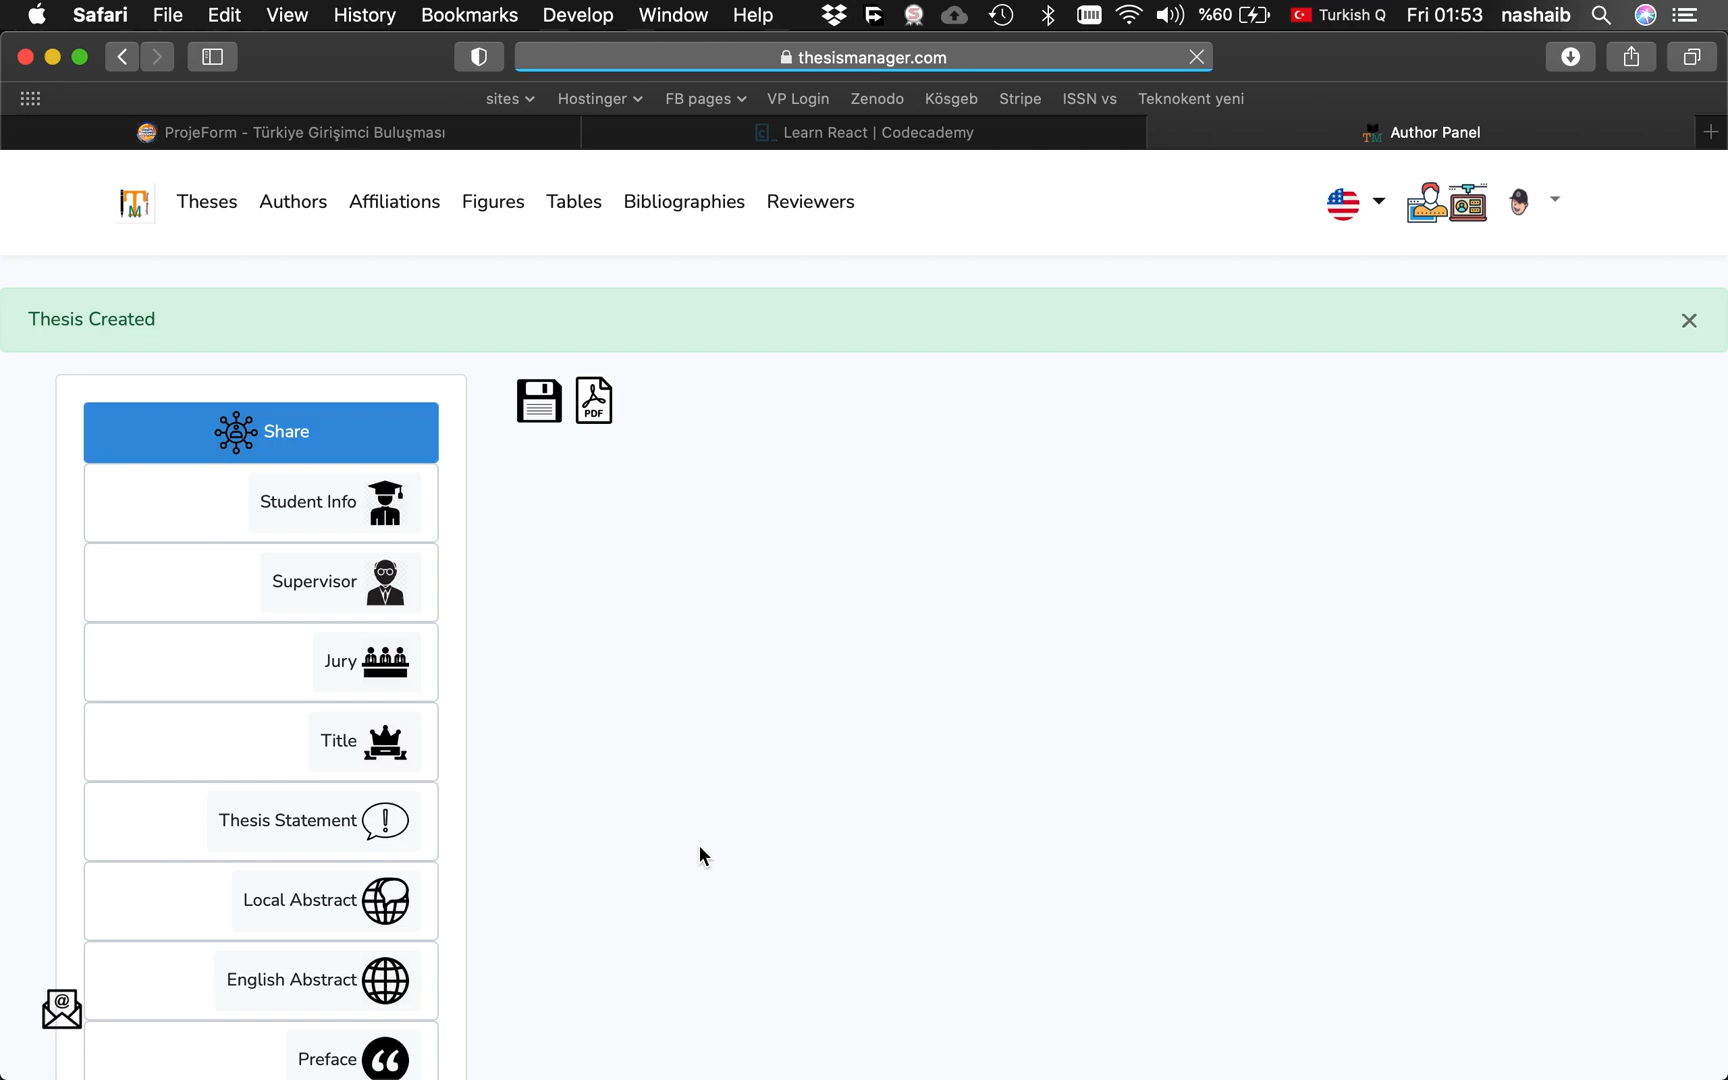 Safari File Edit View History Bookmarks Develop Window Help %60 Turkish Q Fri 01:53 nashaib
thesismanager.com
sites Hostinger FB pages VP Login Zenodo Kösgeb Stripe ISSN vs Teknokent yeni
ProjeForm - Türkiye Girişimci Buluşması Learn React | Codecademy Author Panel
Theses Authors Affiliations Figures Tables Bibliographies Reviewers
Thesis Created
Share
PDF
Student Info
Supervisor
Jury
Title
Thesis Statement
Local Abstract
English Abstract
Preface